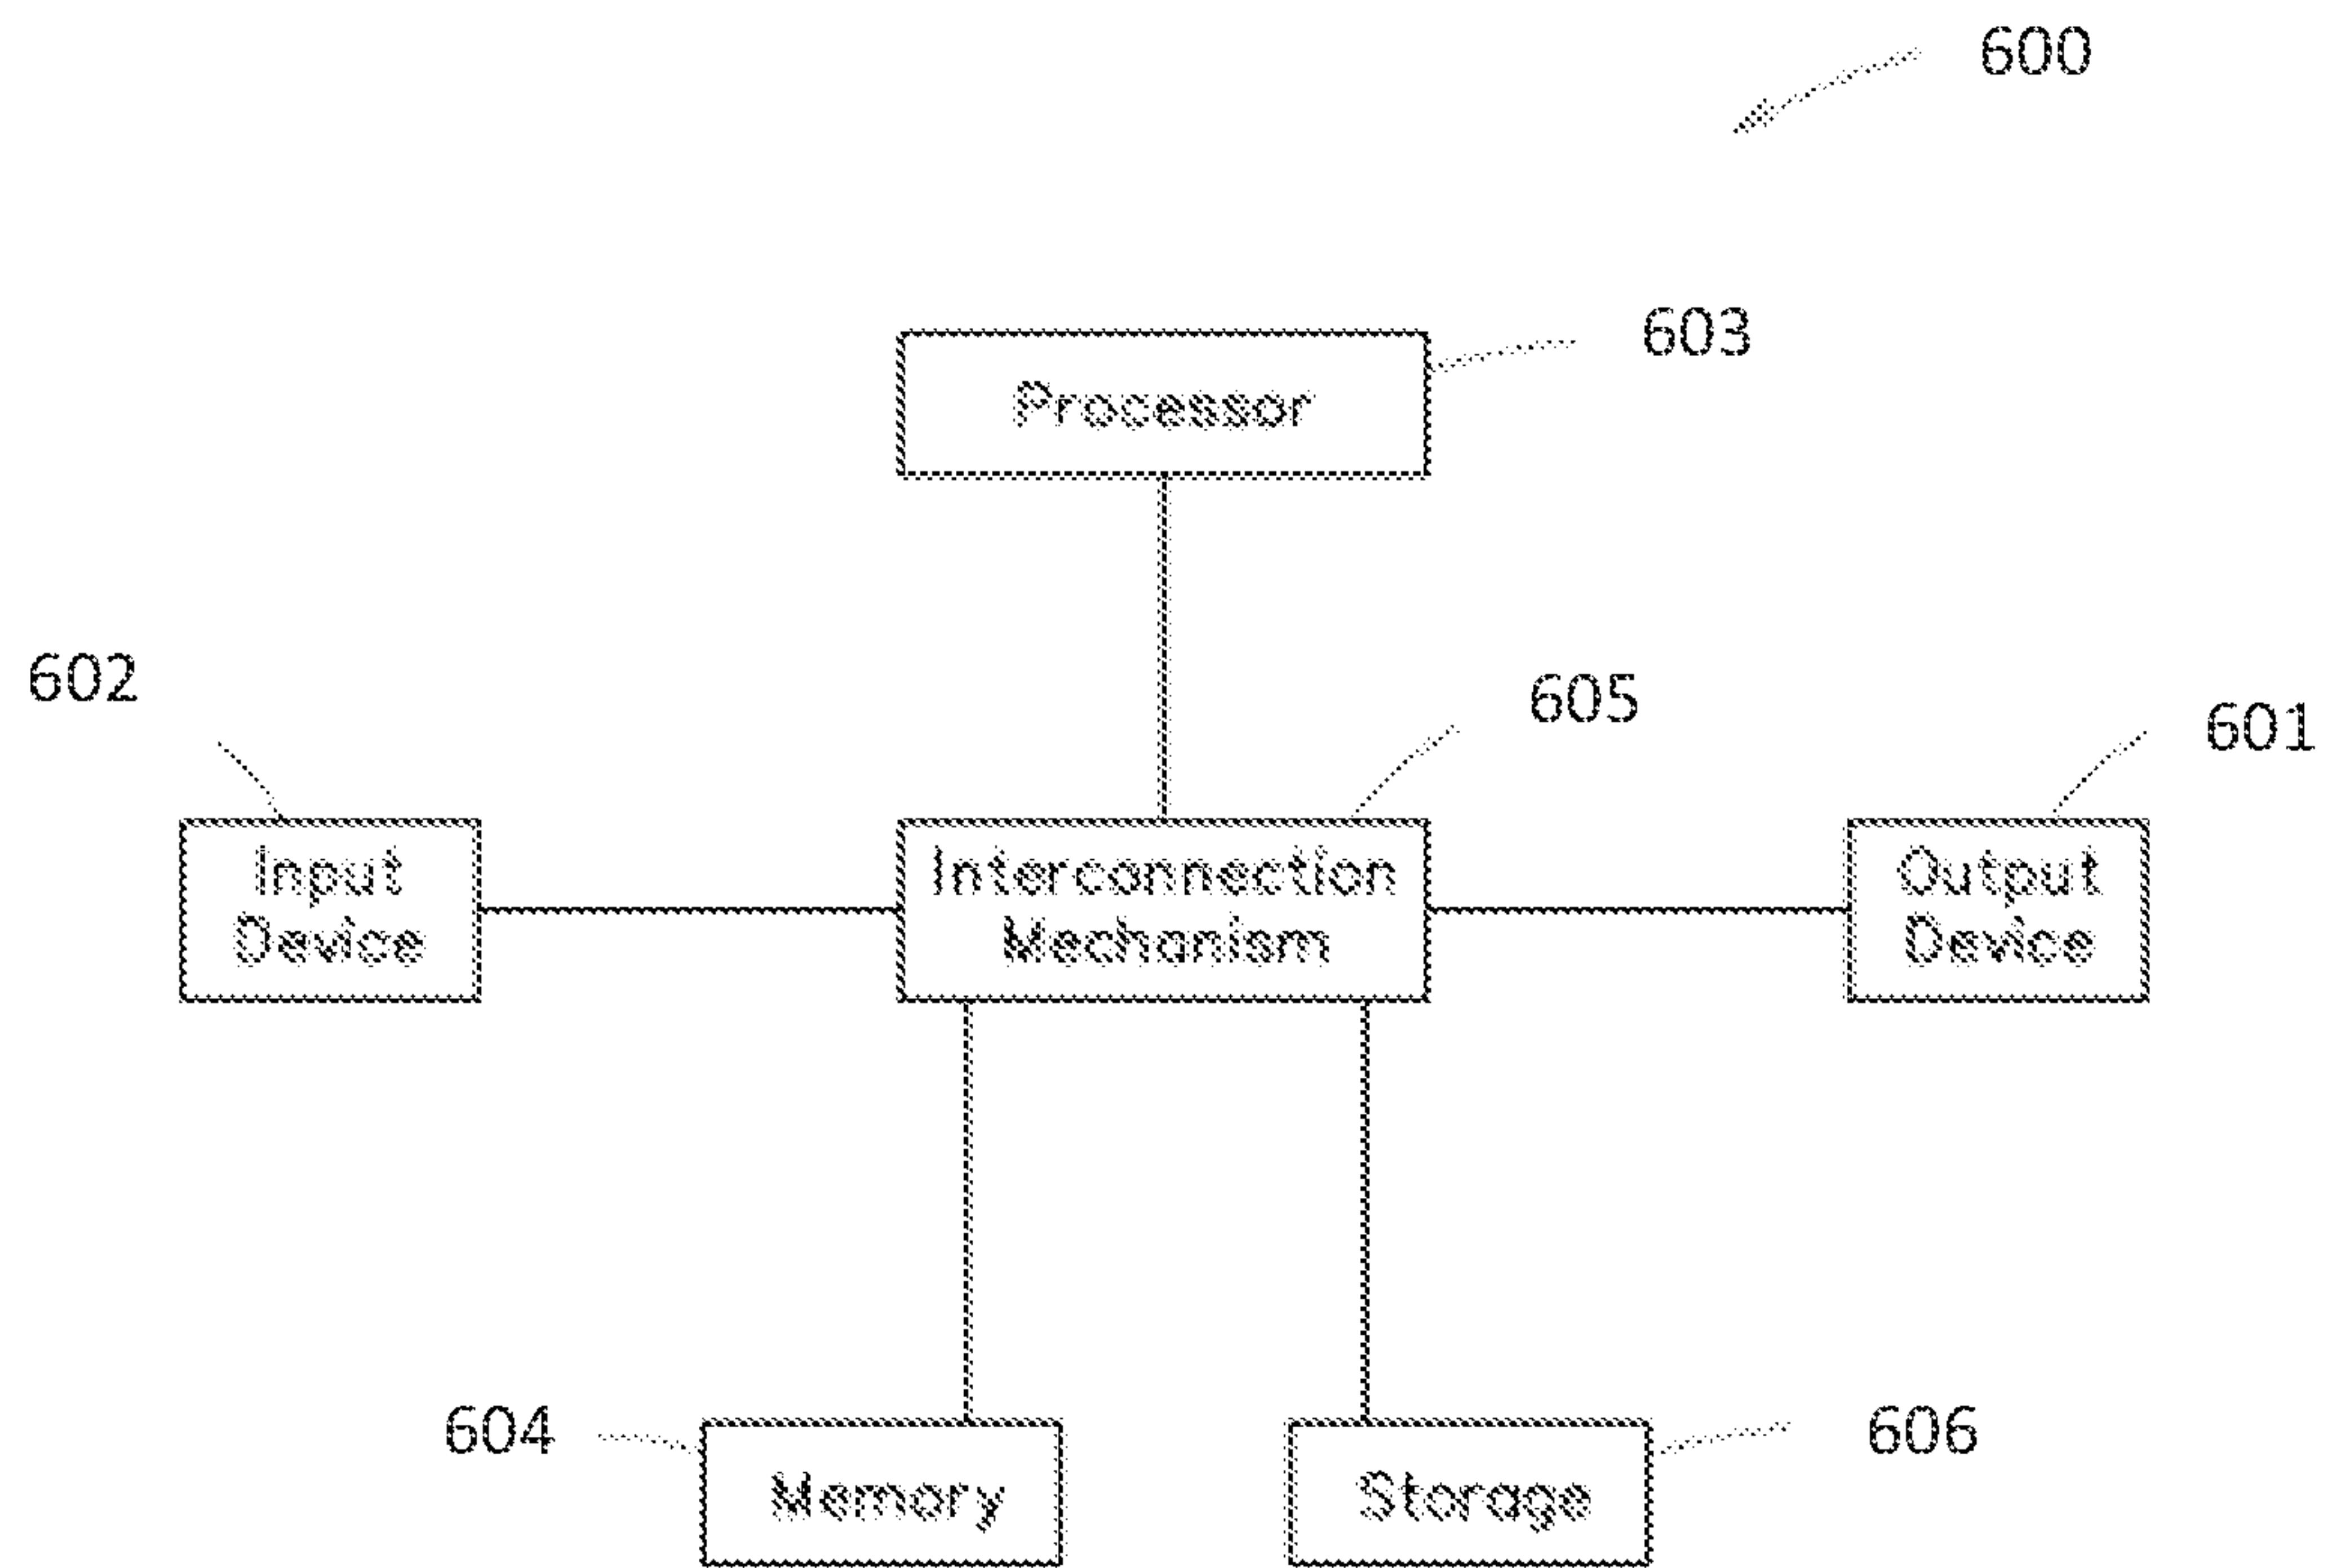 600
603
Processor
602
605
601
Input
Device
Interconnection
Mechanism
Output
Device
604
606
Memory
Storage